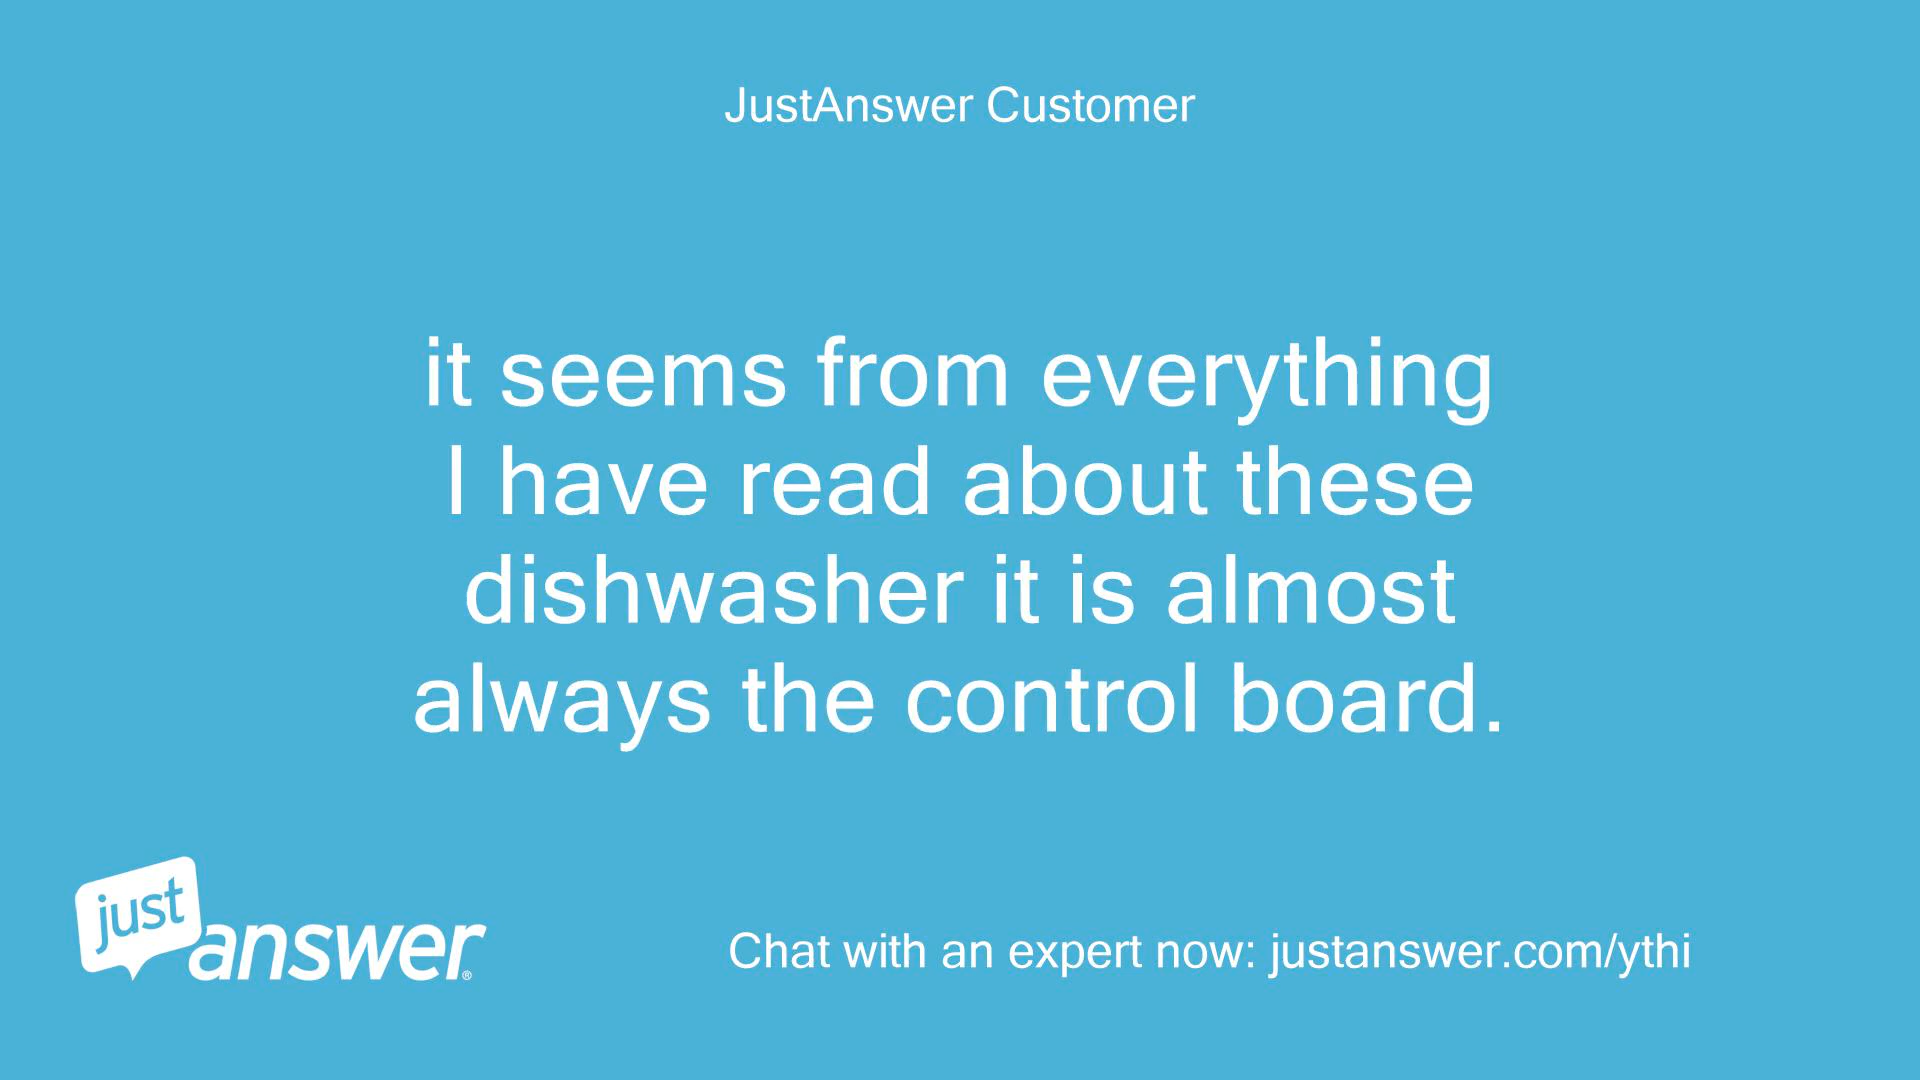 JustAnswer Customer
it seems from everything
I have read about these
dishwasher it is almost
always the control board.
just
answer®
Chat with an expert now: justanswer.com/ythi